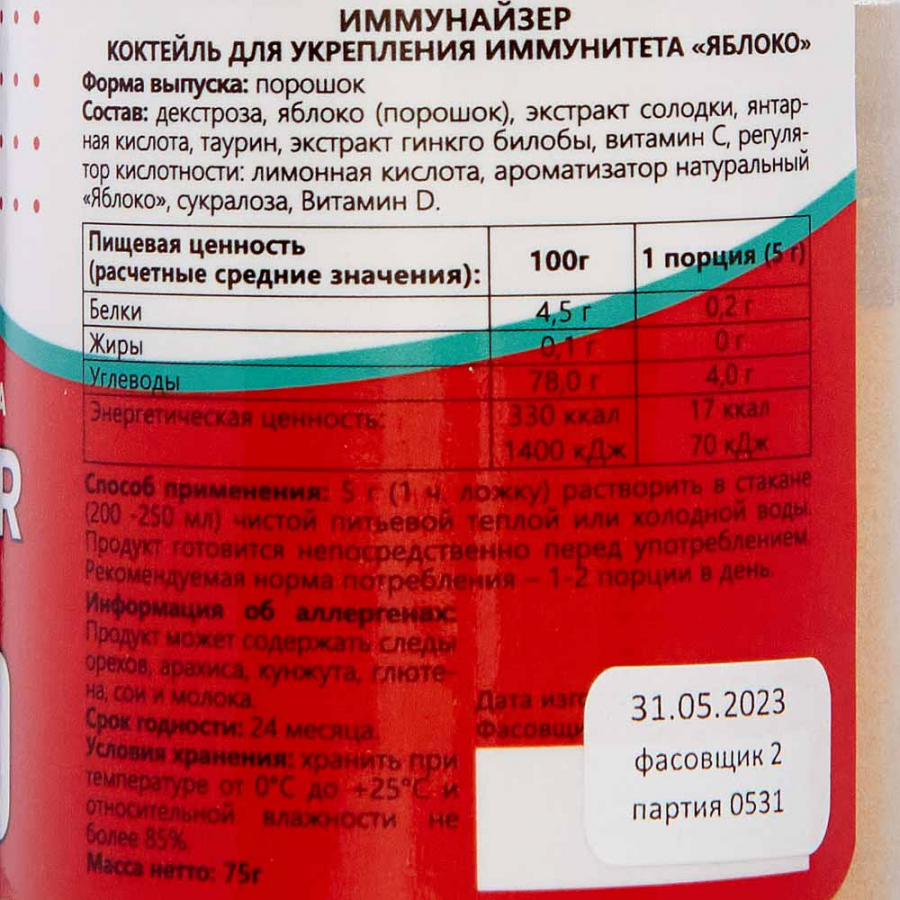 ИММУНАЙЗЕР
КОКТЕЙЛЬ ДЛЯ УКРЕПЛЕНИЯ ИММУНИТЕТА «ЯБЛОКО»
Форма выпуска: порошок
Состав: декстроза, яблоко (порошок), экстракт солодки, янтар-
ная кислота, таурин, экстракт гинкго билобы, витамин С, регуля-
тор кислотности: лимонная кислота, ароматизатор натуральный
«Яблоко», сукралоза, Витамин D.
Пищевая ценность
(расчетные средние значения):
100г
1 порция (5 г)
Белки 4,5 г 0,2 г
Жиры 0,1 г 0 г
Углеводы 78,0 г 4,0 г
Энергетическая ценность: 330 ккал 17 ккал
1400 кДж 70 кДж
Способ применения: 5 г (1 ч. ложку) растворить в стакане
(200 -250 мл) чистой питьевой теплой или холодной воды.
Продукт готовится непосредственно перед употреблением.
Рекомендуемая норма потребления – 1-2 порции в день.
Информация об аллергенах:
Продукт может содержать следы
орехов, арахиса, кунжута, глюте-
на, сои и молока.
Срок годности: 24 месяца.
Условия хранения: хранить при
температуре от 0°С до +25°С и
относительной влажности не
более 85%.
Масса нетто: 75г
Дата
31.05.2023
фасовщик 2
партия 0531
A
R